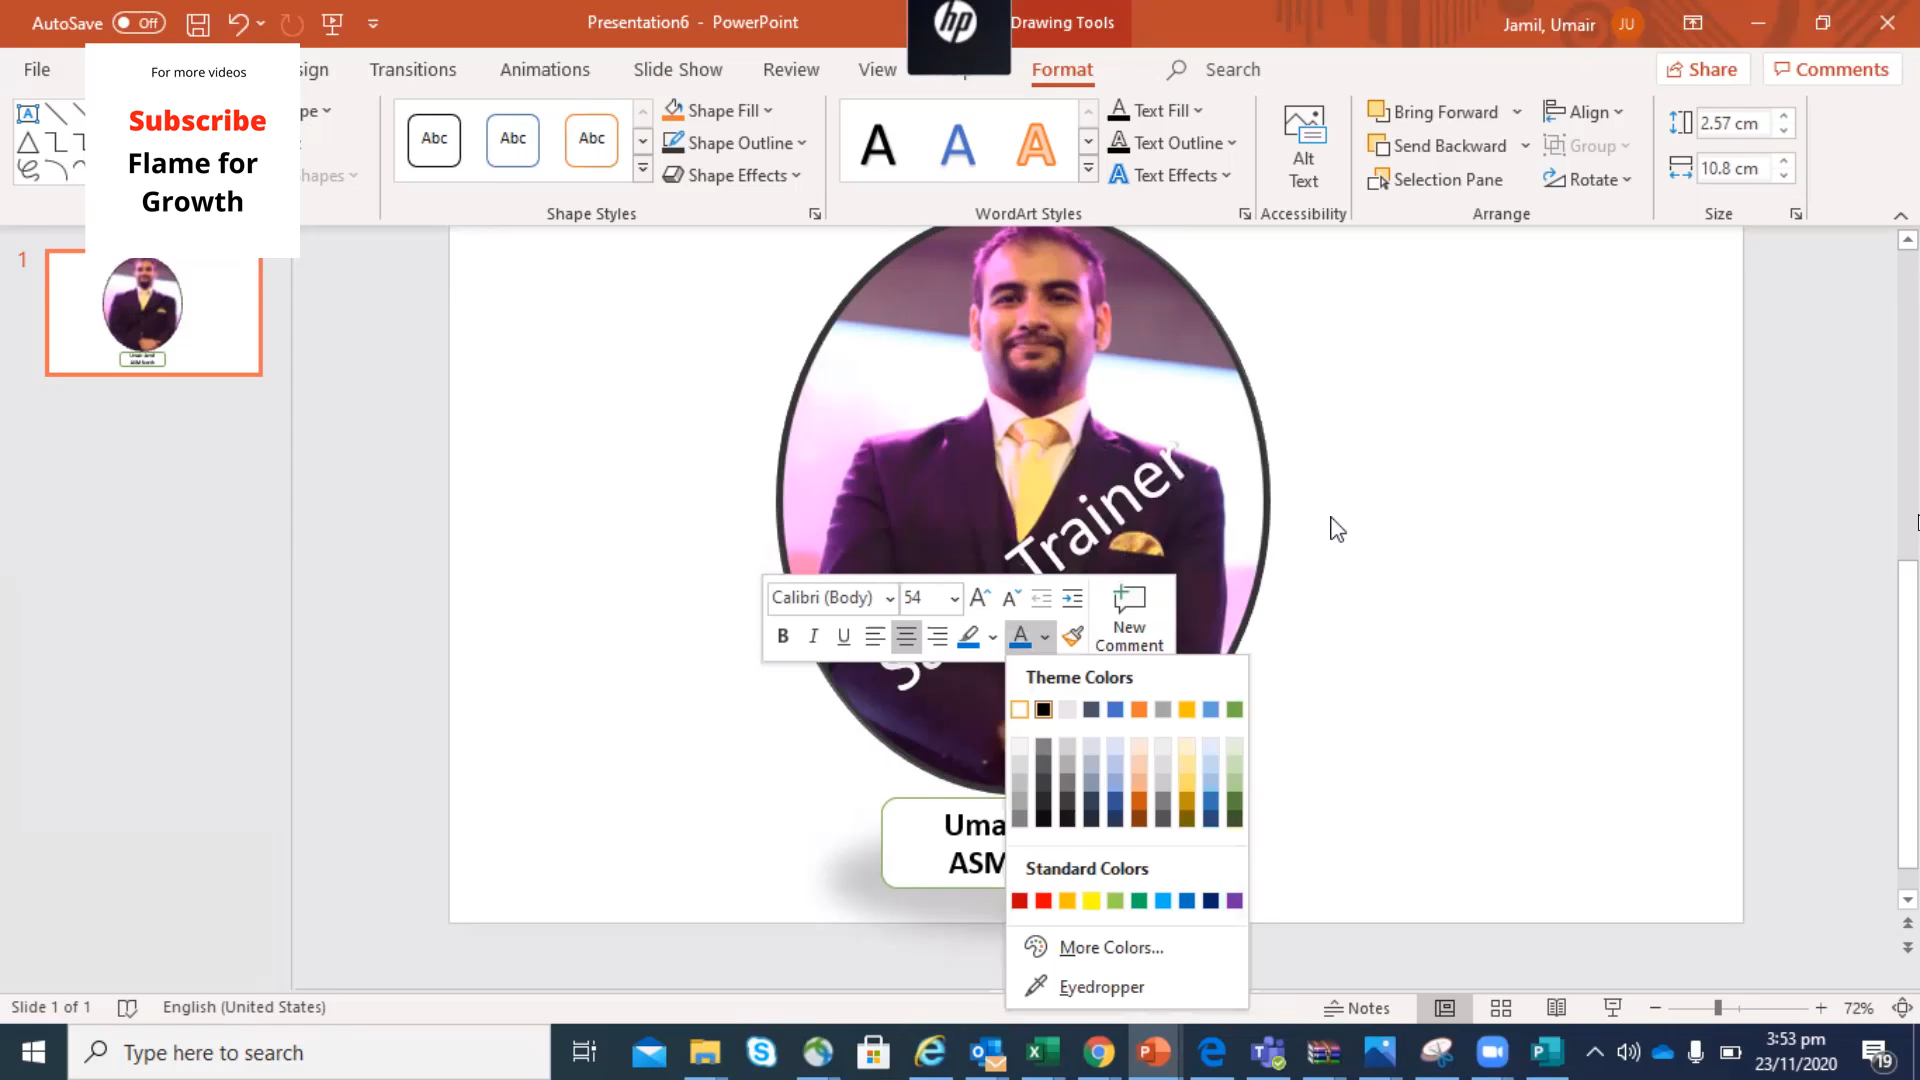 AutoSave Off
Presentation6 - PowerPoint
hp
Drawing Tools
Jamil, Umair JU
For more videos
Subscribe
Flame for
Growth
File
Transitions
Animations
Slide Show
Review
View
Format
Search
Share
Comments
Abc Abc Abc
Shape Fill
Shape Outline
Shape Effects
Shape Styles
A A A
Text Fill
Text Outline
Text Effects
WordArt Styles
Alt
Text
Accessibility
Bring Forward
Send Backward
Selection Pane
Align
Group
Rotate
Arrange
2.57 cm
10.8 cm
Size
1
Trainer
Calibri (Body) 54
B I U
New
Comment
Theme Colors
Standard Colors
More Colors...
Eyedropper
Uma
ASM
Slide 1 of 1
English (United States)
Notes
72%
Type here to search
3:53 pm
23/11/2020
19